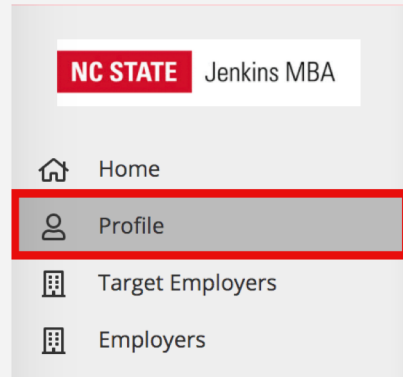 NC STATE Jenkins MBA
Home
Profile
Target Employers
Employers